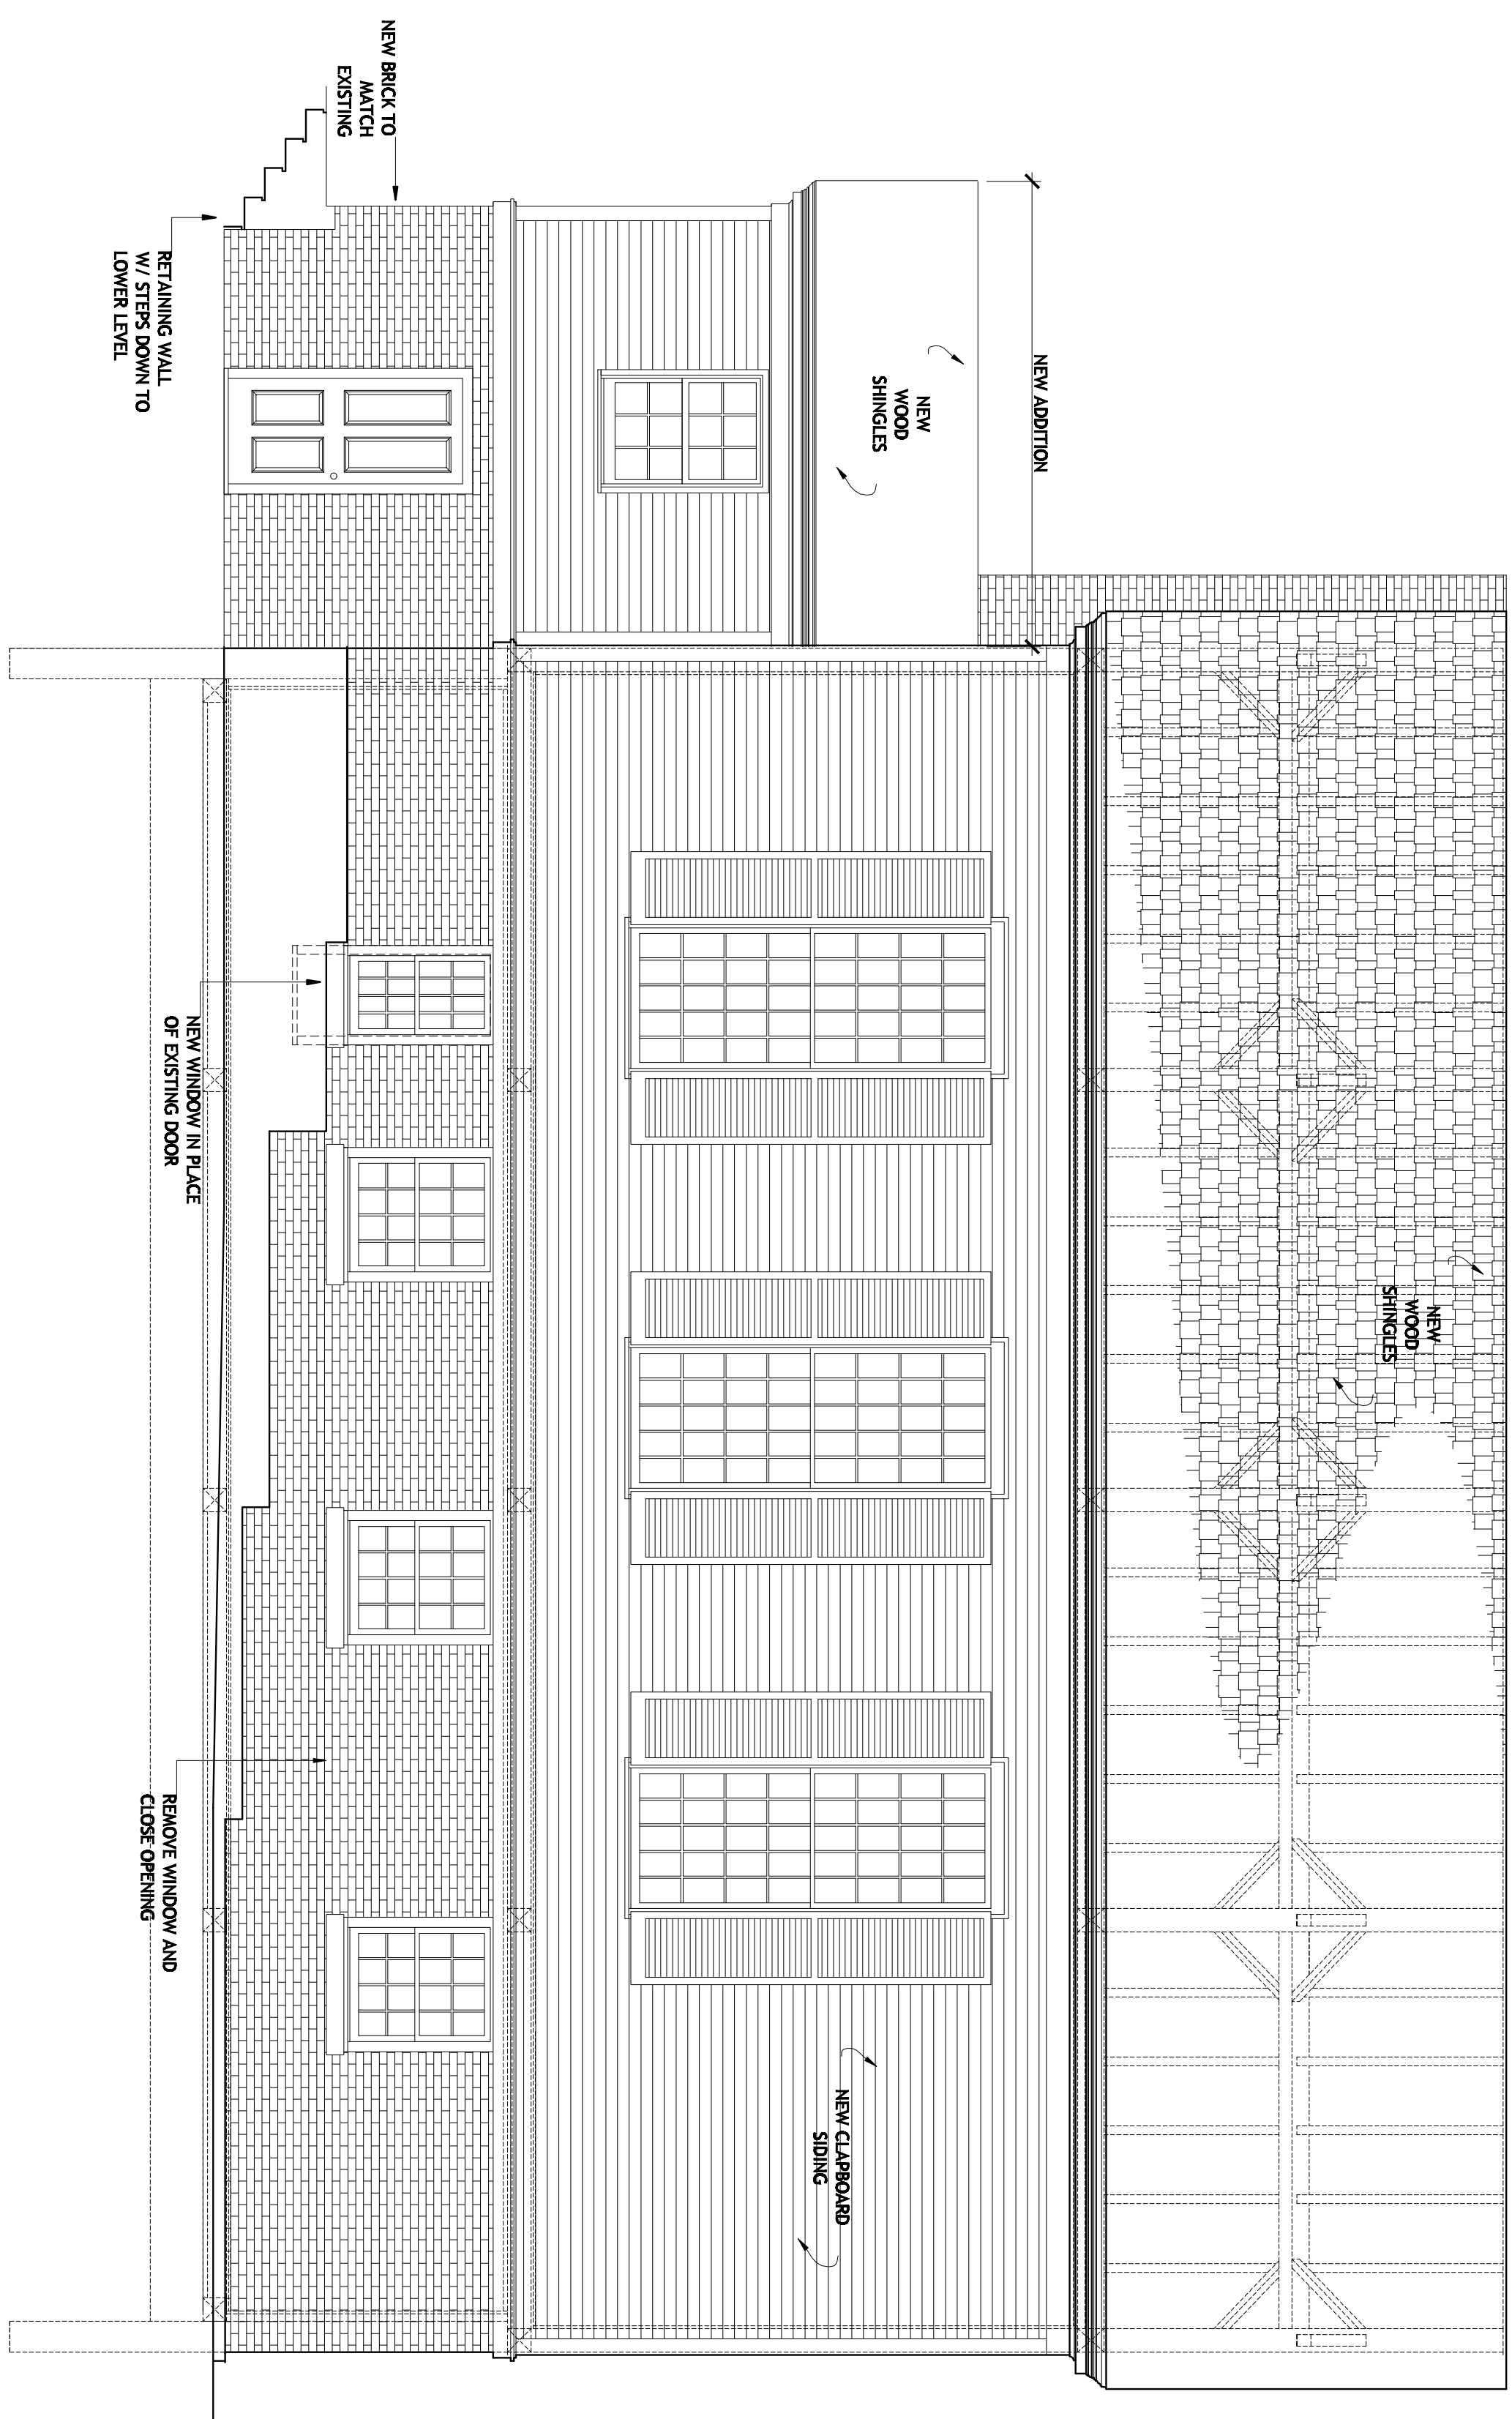 NEW ADDITION
NEW
WOOD
SHINGLES
NEW
WOOD
SHINGLES
NEW CLAPBOARD
SIDING
NEW BRICK TO
MATCH
EXISTING
RETAINING WALL
W/ STEPS DOWN TO
LOWER LEVEL
NEW WINDOW IN PLACE
OF EXISTING DOOR
REMOVE WINDOW AND
CLOSE OPENING